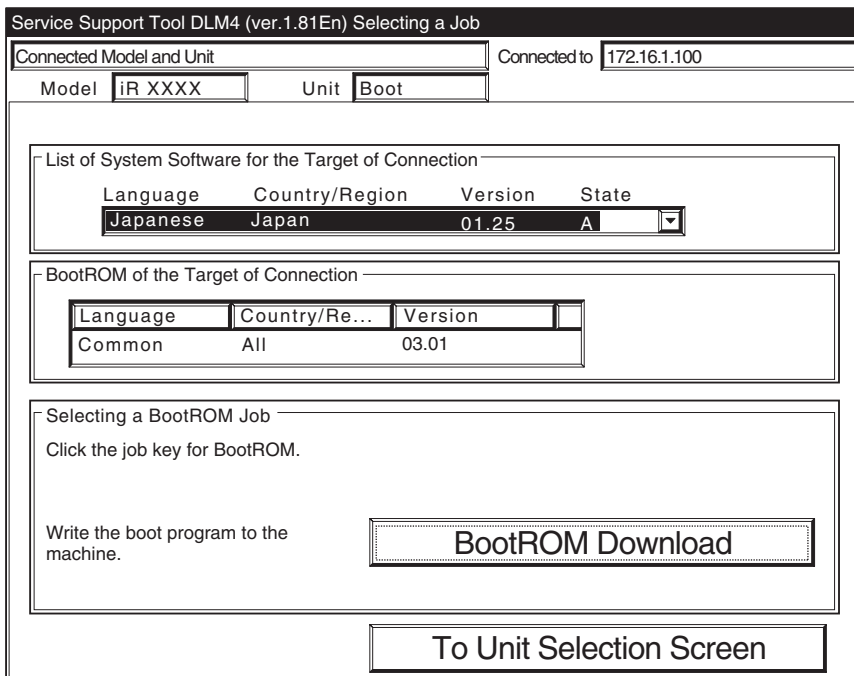 Service Support Tool DLM4 (ver.1.81En) Selecting a Job
Connected Model and Unit Connected to 172.16.1.100
Model iR XXXX Unit Boot
List of System Software for the Target of Connection
Language Country/Region Version State
Japanese Japan 01.25 A
BootROM of the Target of Connection
Language Country/Re... Version
Common All 03.01
Selecting a BootROM Job
Click the job key for BootROM.
Write the boot program to the
machine.
BootROM Download
To Unit Selection Screen